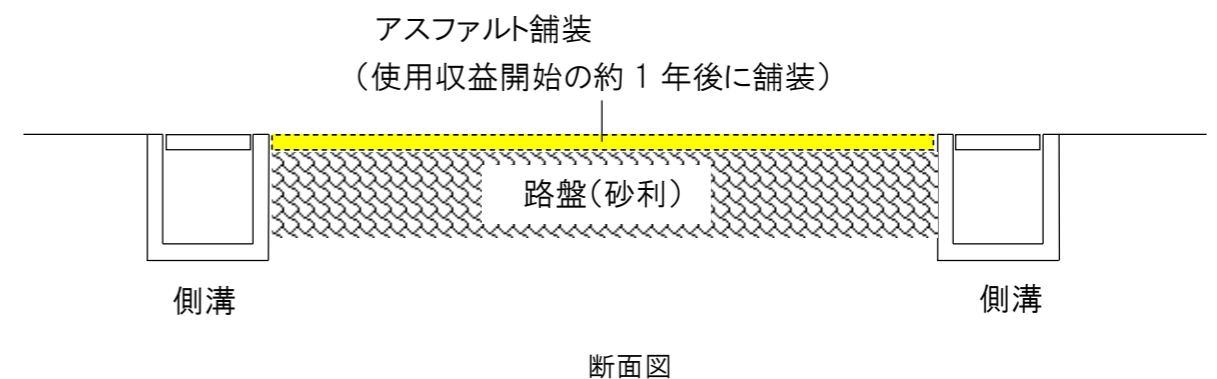 アスファルト舗装
（使用収益開始の約 1 年後に舗装）
路盤（砂利）
側溝
側溝
断面図